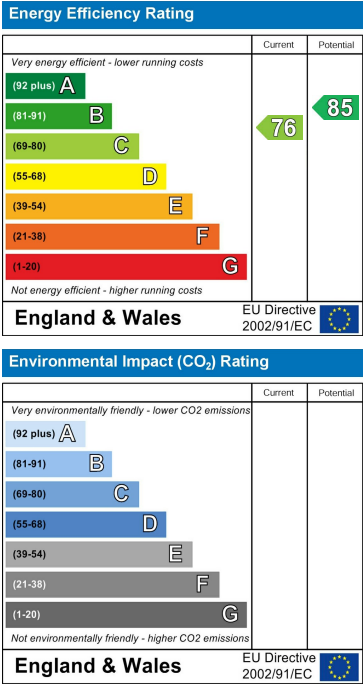 Energy Efficiency Rating
Current Potential
Very energy efficient - lower running costs
(92 plus) A
(81-91) B
(69-80) C
(55-68) D
(39-54) E
(21-38) F
(1-20) G
76
85
Not energy efficient - higher running costs
England & Wales
EU Directive
2002/91/EC
Environmental Impact (CO₂) Rating
Current Potential
Very environmentally friendly - lower CO2 emissions
(92 plus) A
(81-91) B
(69-80) C
(55-68) D
(39-54) E
(21-38) F
(1-20) G
Not environmentally friendly - higher CO2 emissions
England & Wales
EU Directive
2002/91/EC